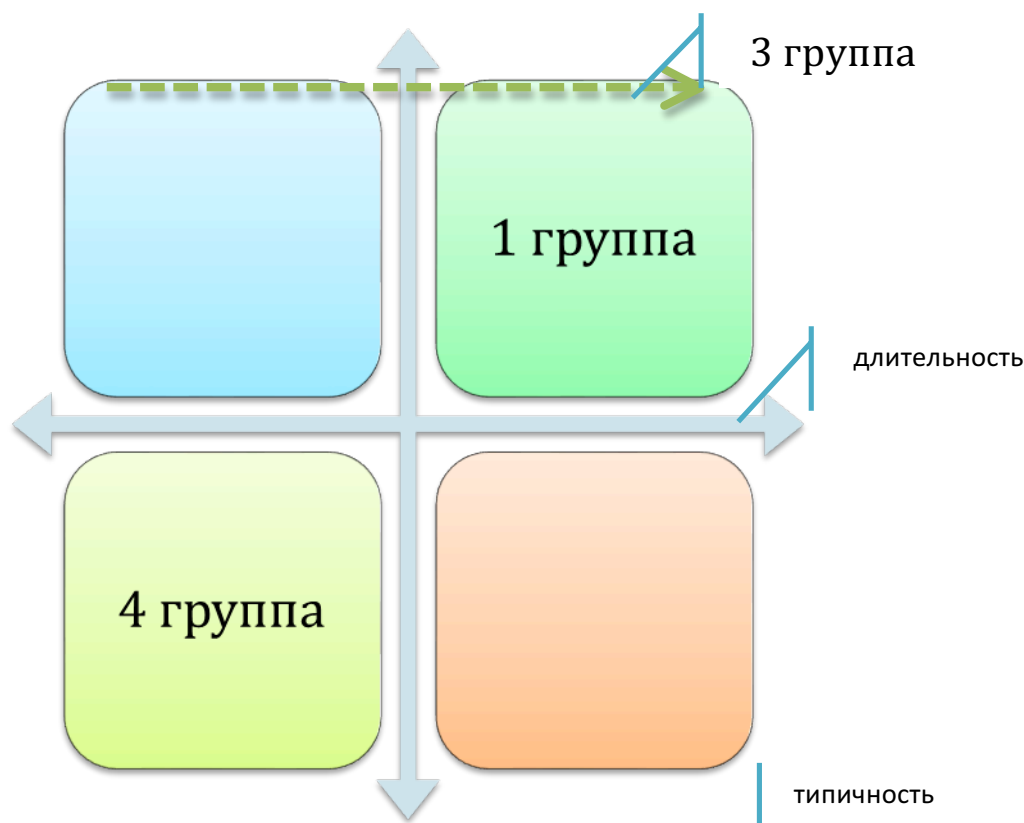 3 группа
1 группа
длительность
4 группа
типичность